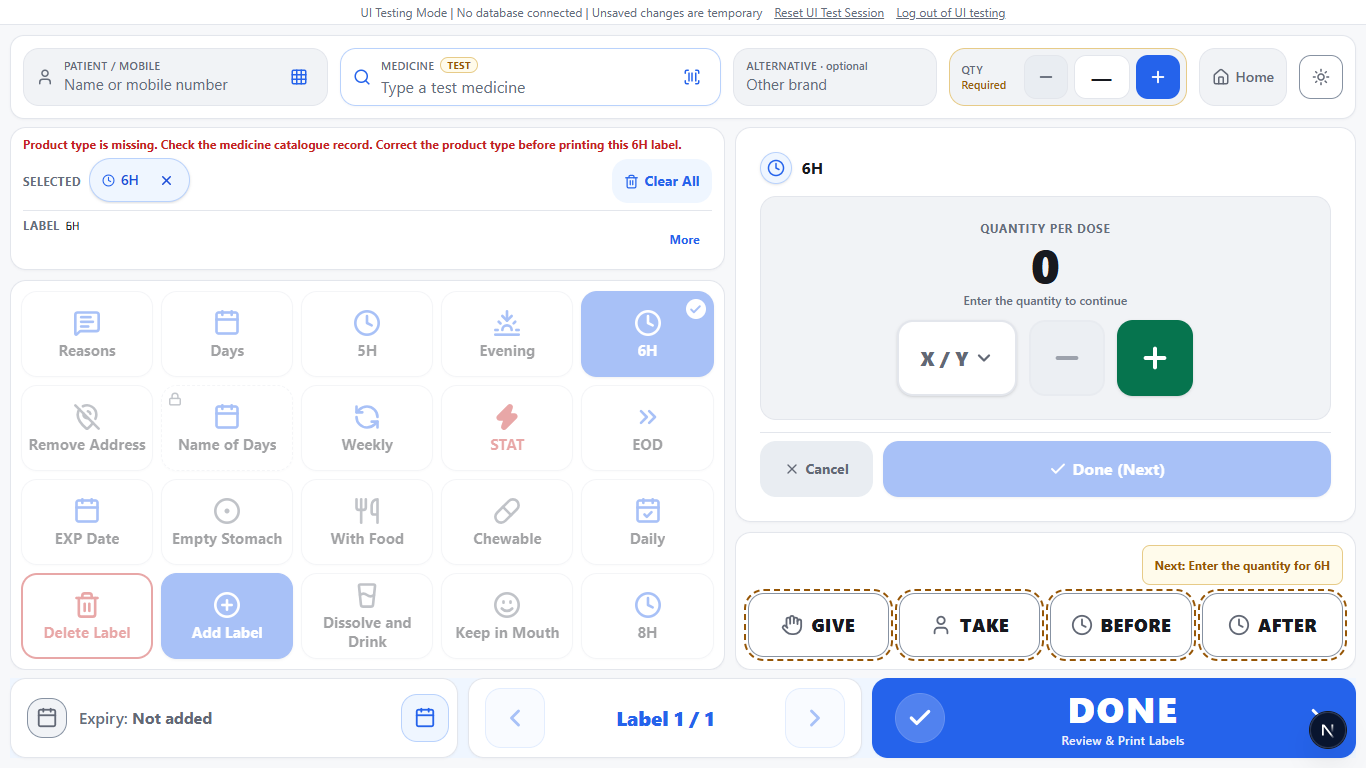 UI Testing Mode | No database connected | Unsaved changes are temporary Reset UI Test Session Log out of UI testing
PATIENT / MOBILE
Name or mobile number
MEDICINE TEST
Type a test medicine
ALTERNATIVE · optional
Other brand
QTY
Required
Home
Product type is missing. Check the medicine catalogue record. Correct the product type before printing this 6H label.
SELECTED 6H
Clear All
LABEL 6H
More
Reasons
Days
5H
Evening
6H
Remove Address
Name of Days
Weekly
STAT
EOD
EXP Date
Empty Stomach
With Food
Chewable
Daily
Delete Label
Add Label
Dissolve and
Drink
Keep in Mouth
8H
6H
QUANTITY PER DOSE
0
Enter the quantity to continue
X / Y
Cancel
Done (Next)
Next: Enter the quantity for 6H
GIVE
TAKE
BEFORE
AFTER
Expiry: Not added
Label 1 / 1
DONE
Review & Print Labels
N